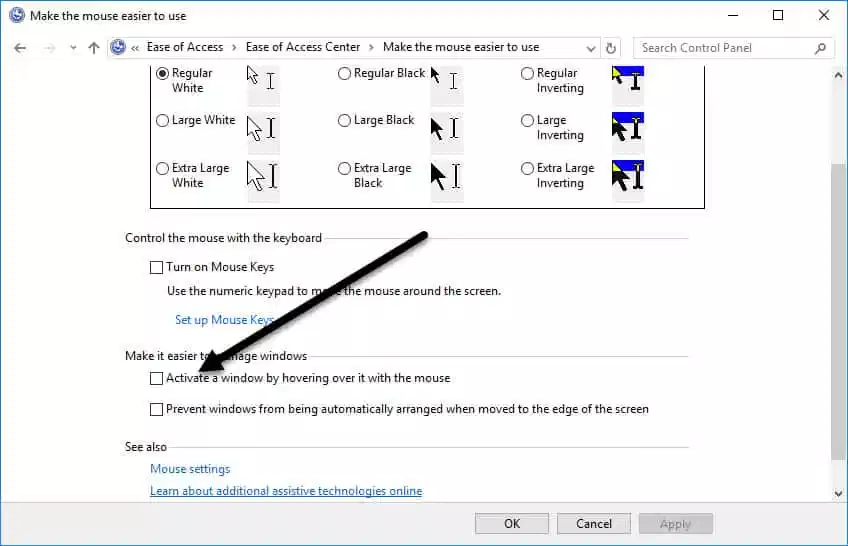 Make the mouse easier to use
« Ease of Access > Ease of Access Center > Make the mouse easier to use
Search Control Panel
Regular White
Regular Black
Regular Inverting
Large White
Large Black
Large Inverting
Extra Large White
Extra Large Black
Extra Large Inverting
Control the mouse with the keyboard
Turn on Mouse Keys
Use the numeric keypad to move the mouse around the screen.
Set up Mouse Keys
Make it easier to manage windows
Activate a window by hovering over it with the mouse
Prevent windows from being automatically arranged when moved to the edge of the screen
See also
Mouse settings
Learn about additional assistive technologies online
OK Cancel Apply